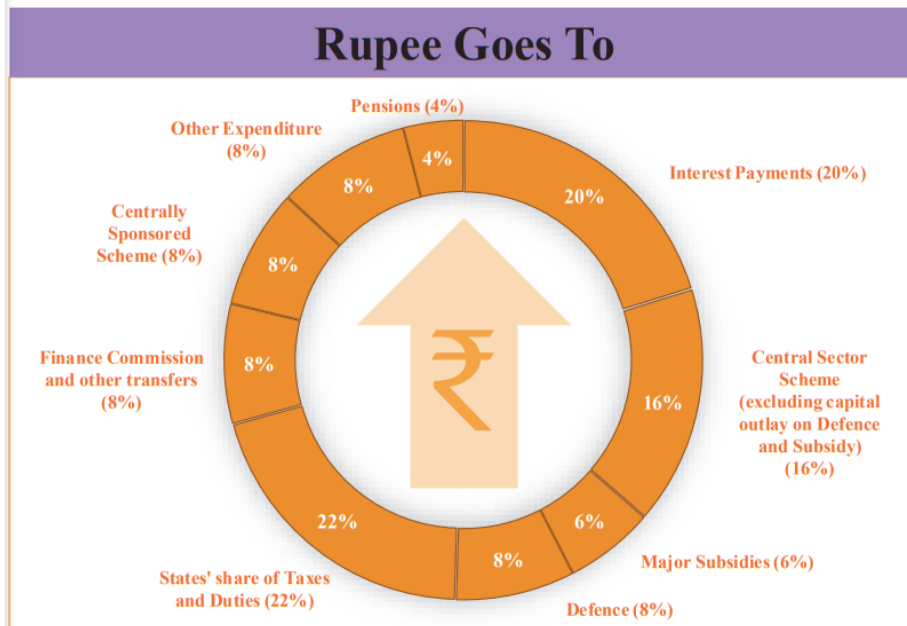 Rupee Goes To
Pensions (4%)
Other Expenditure
(8%)
Centrally
Sponsored
Scheme (8%)
Finance Commission
and other transfers
(8%)
States' share of Taxes
and Duties (22%)
Defence (8%)
Major Subsidies (6%)
Central Sector
Scheme
(excluding capital
outlay on Defence
and Subsidy)
(16%)
Interest Payments (20%)
4%
20%
8%
8%
8%
16%
22%
6%
8%
₹